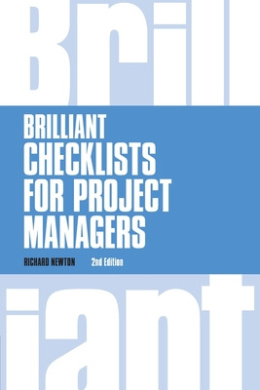 Brill
BRILLIANT
CHECKLISTS
FOR PROJECT
MANAGERS
RICHARD NEWTON 2nd Edition
iant